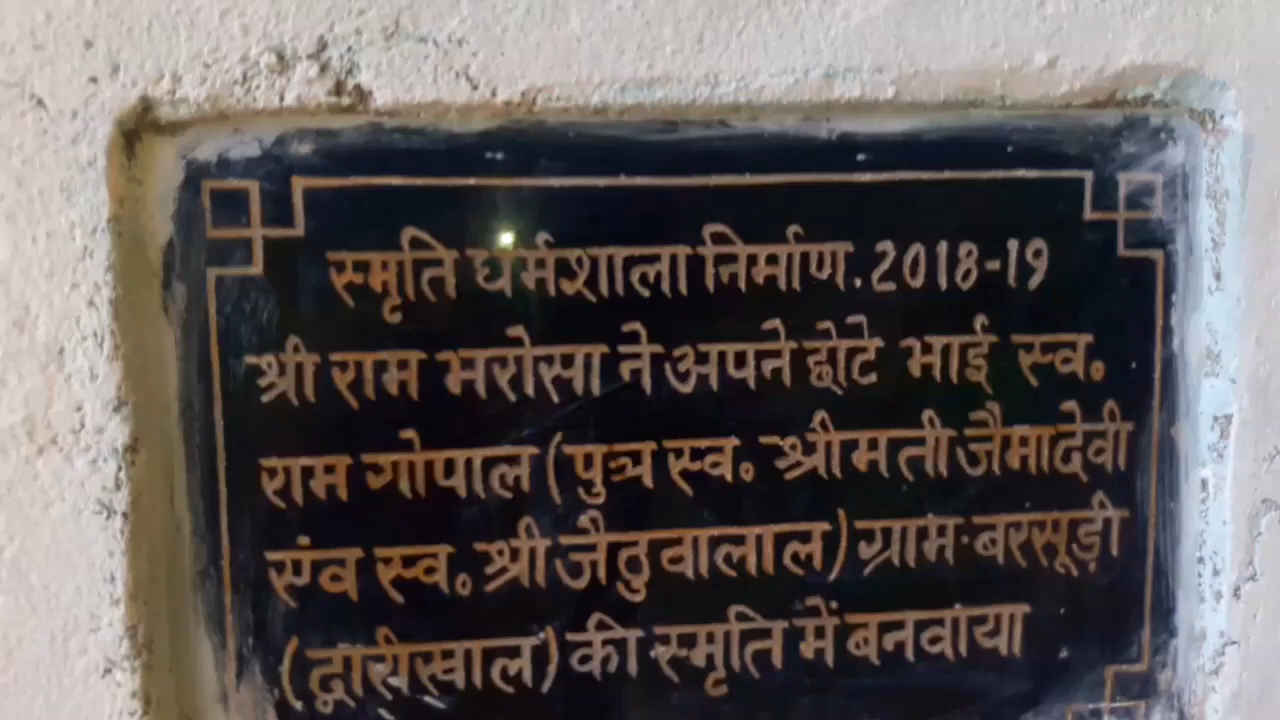 स्मृति धर्मशाला निर्माण.2018-19
श्री राम भरोसा ने अपने छोटे भाई स्व.
राम गोपाल (पुत्र स्व. श्रीमती जैमादेवी
एंव स्व. श्री जैठुवालाल) ग्राम-बरसूड़ी
(द्वारीखाल) की स्मृति में बनवाया